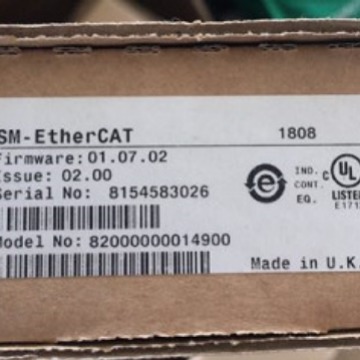 SM-EtherCAT 1808
Firmware: 01.07.02
Issue: 02.00
Serial No: 8154583026
IND. CONT. EQ.
C UL US
LISTED
Model No: 82000000014900
Made in U.K.